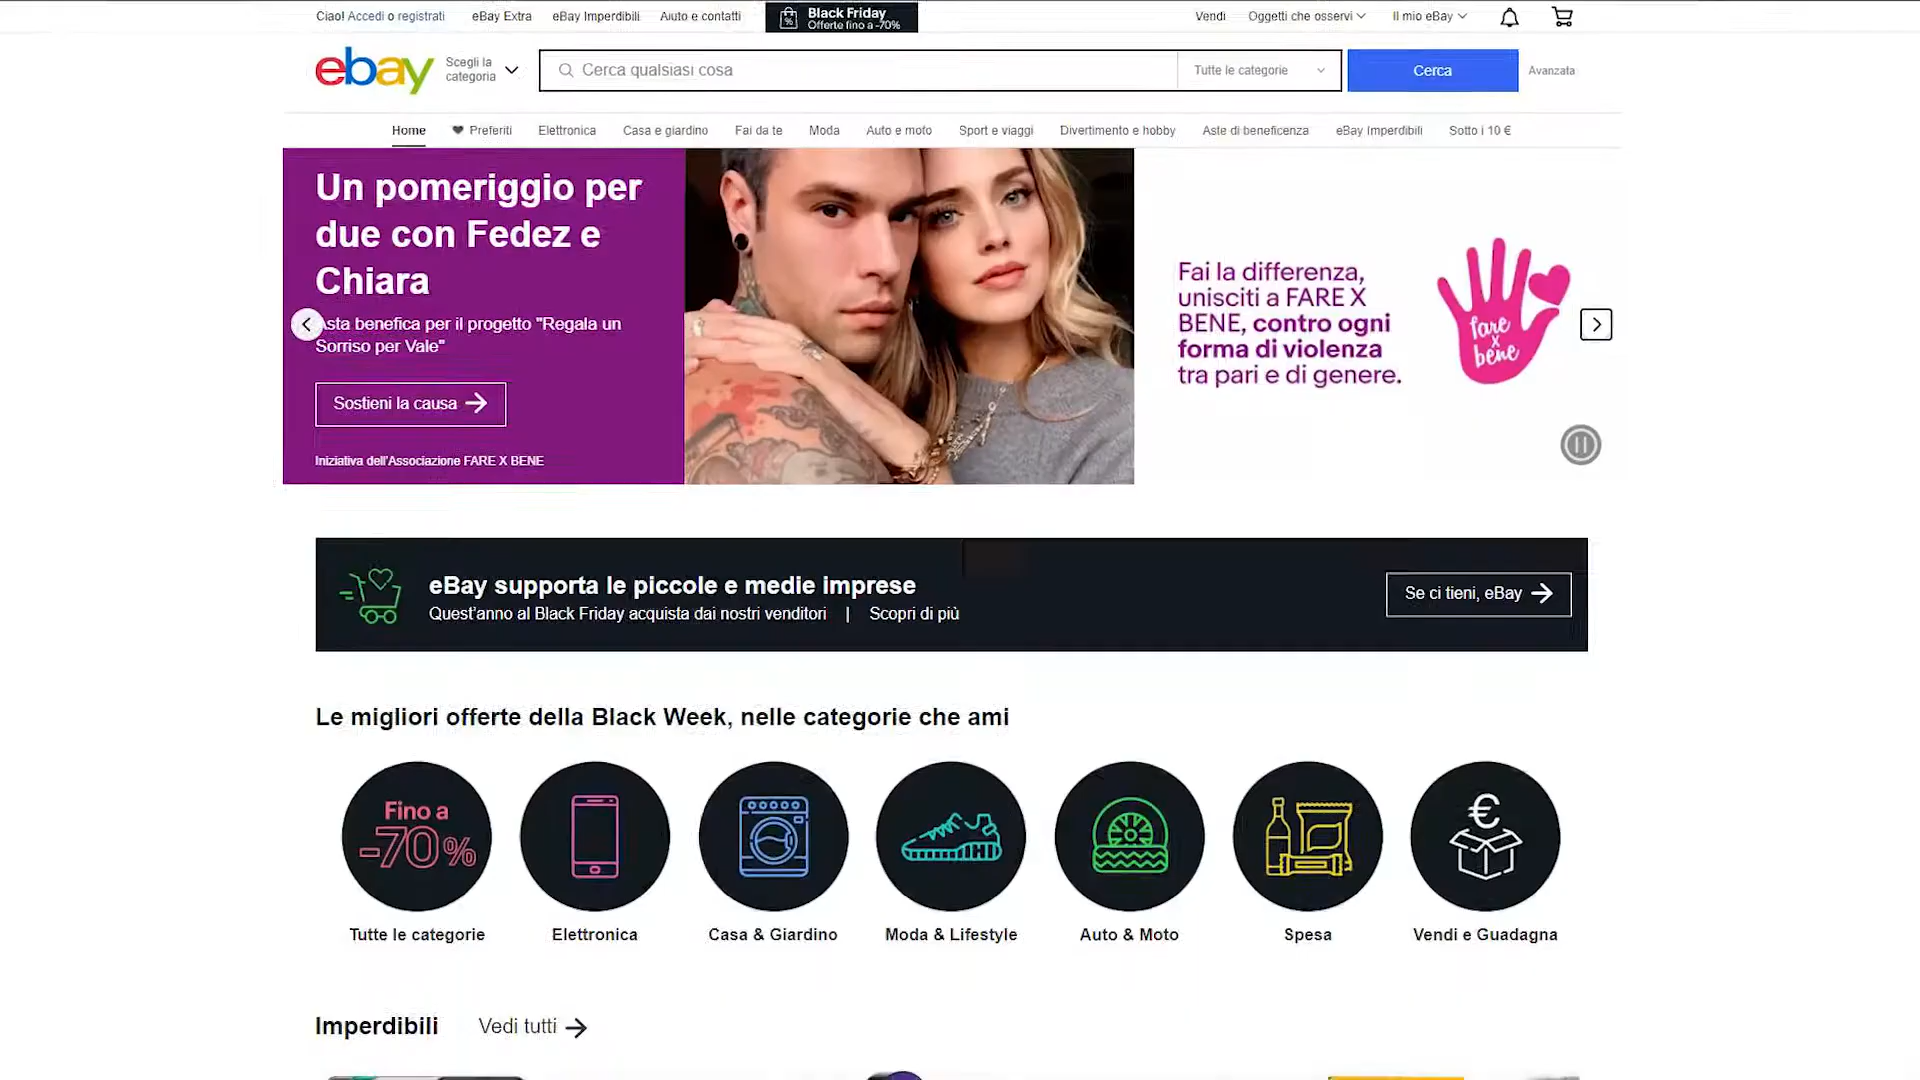 Ciao! Accedi o registrati
eBay Extra
eBay Imperdibili
Aiuto e contatti
Black Friday
Offerte fino a -70%
Vendi
Oggetti che osservi
Il mio eBay
ebay
Scegli la
categoria
Cerca qualsiasi cosa
Tutte le categorie
Cerca
Avanzata
Home
Preferiti
Elettronica
Casa e giardino
Fai da te
Moda
Auto e moto
Sport e viaggi
Divertimento e hobby
Aste di beneficenza
eBay Imperdibili
Sotto i 10 €
Un pomeriggio per
due con Fedez e
Chiara
Asta benefica per il progetto "Regala un
Sorriso per Vale"
Sostieni la causa
Iniziativa dell'Associazione FARE X BENE
Fai la differenza,
unisciti a FARE X
BENE, contro ogni
forma di violenza
tra pari e di genere.
fare
x
bene
eBay supporta le piccole e medie imprese
Quest'anno al Black Friday acquista dai nostri venditori | Scopri di più
Se ci tieni, eBay
Le migliori offerte della Black Week, nelle categorie che ami
Fino a
-70%
€
Tutte le categorie
Elettronica
Casa & Giardino
Moda & Lifestyle
Auto & Moto
Spesa
Vendi e Guadagna
Imperdibili
Vedi tutti